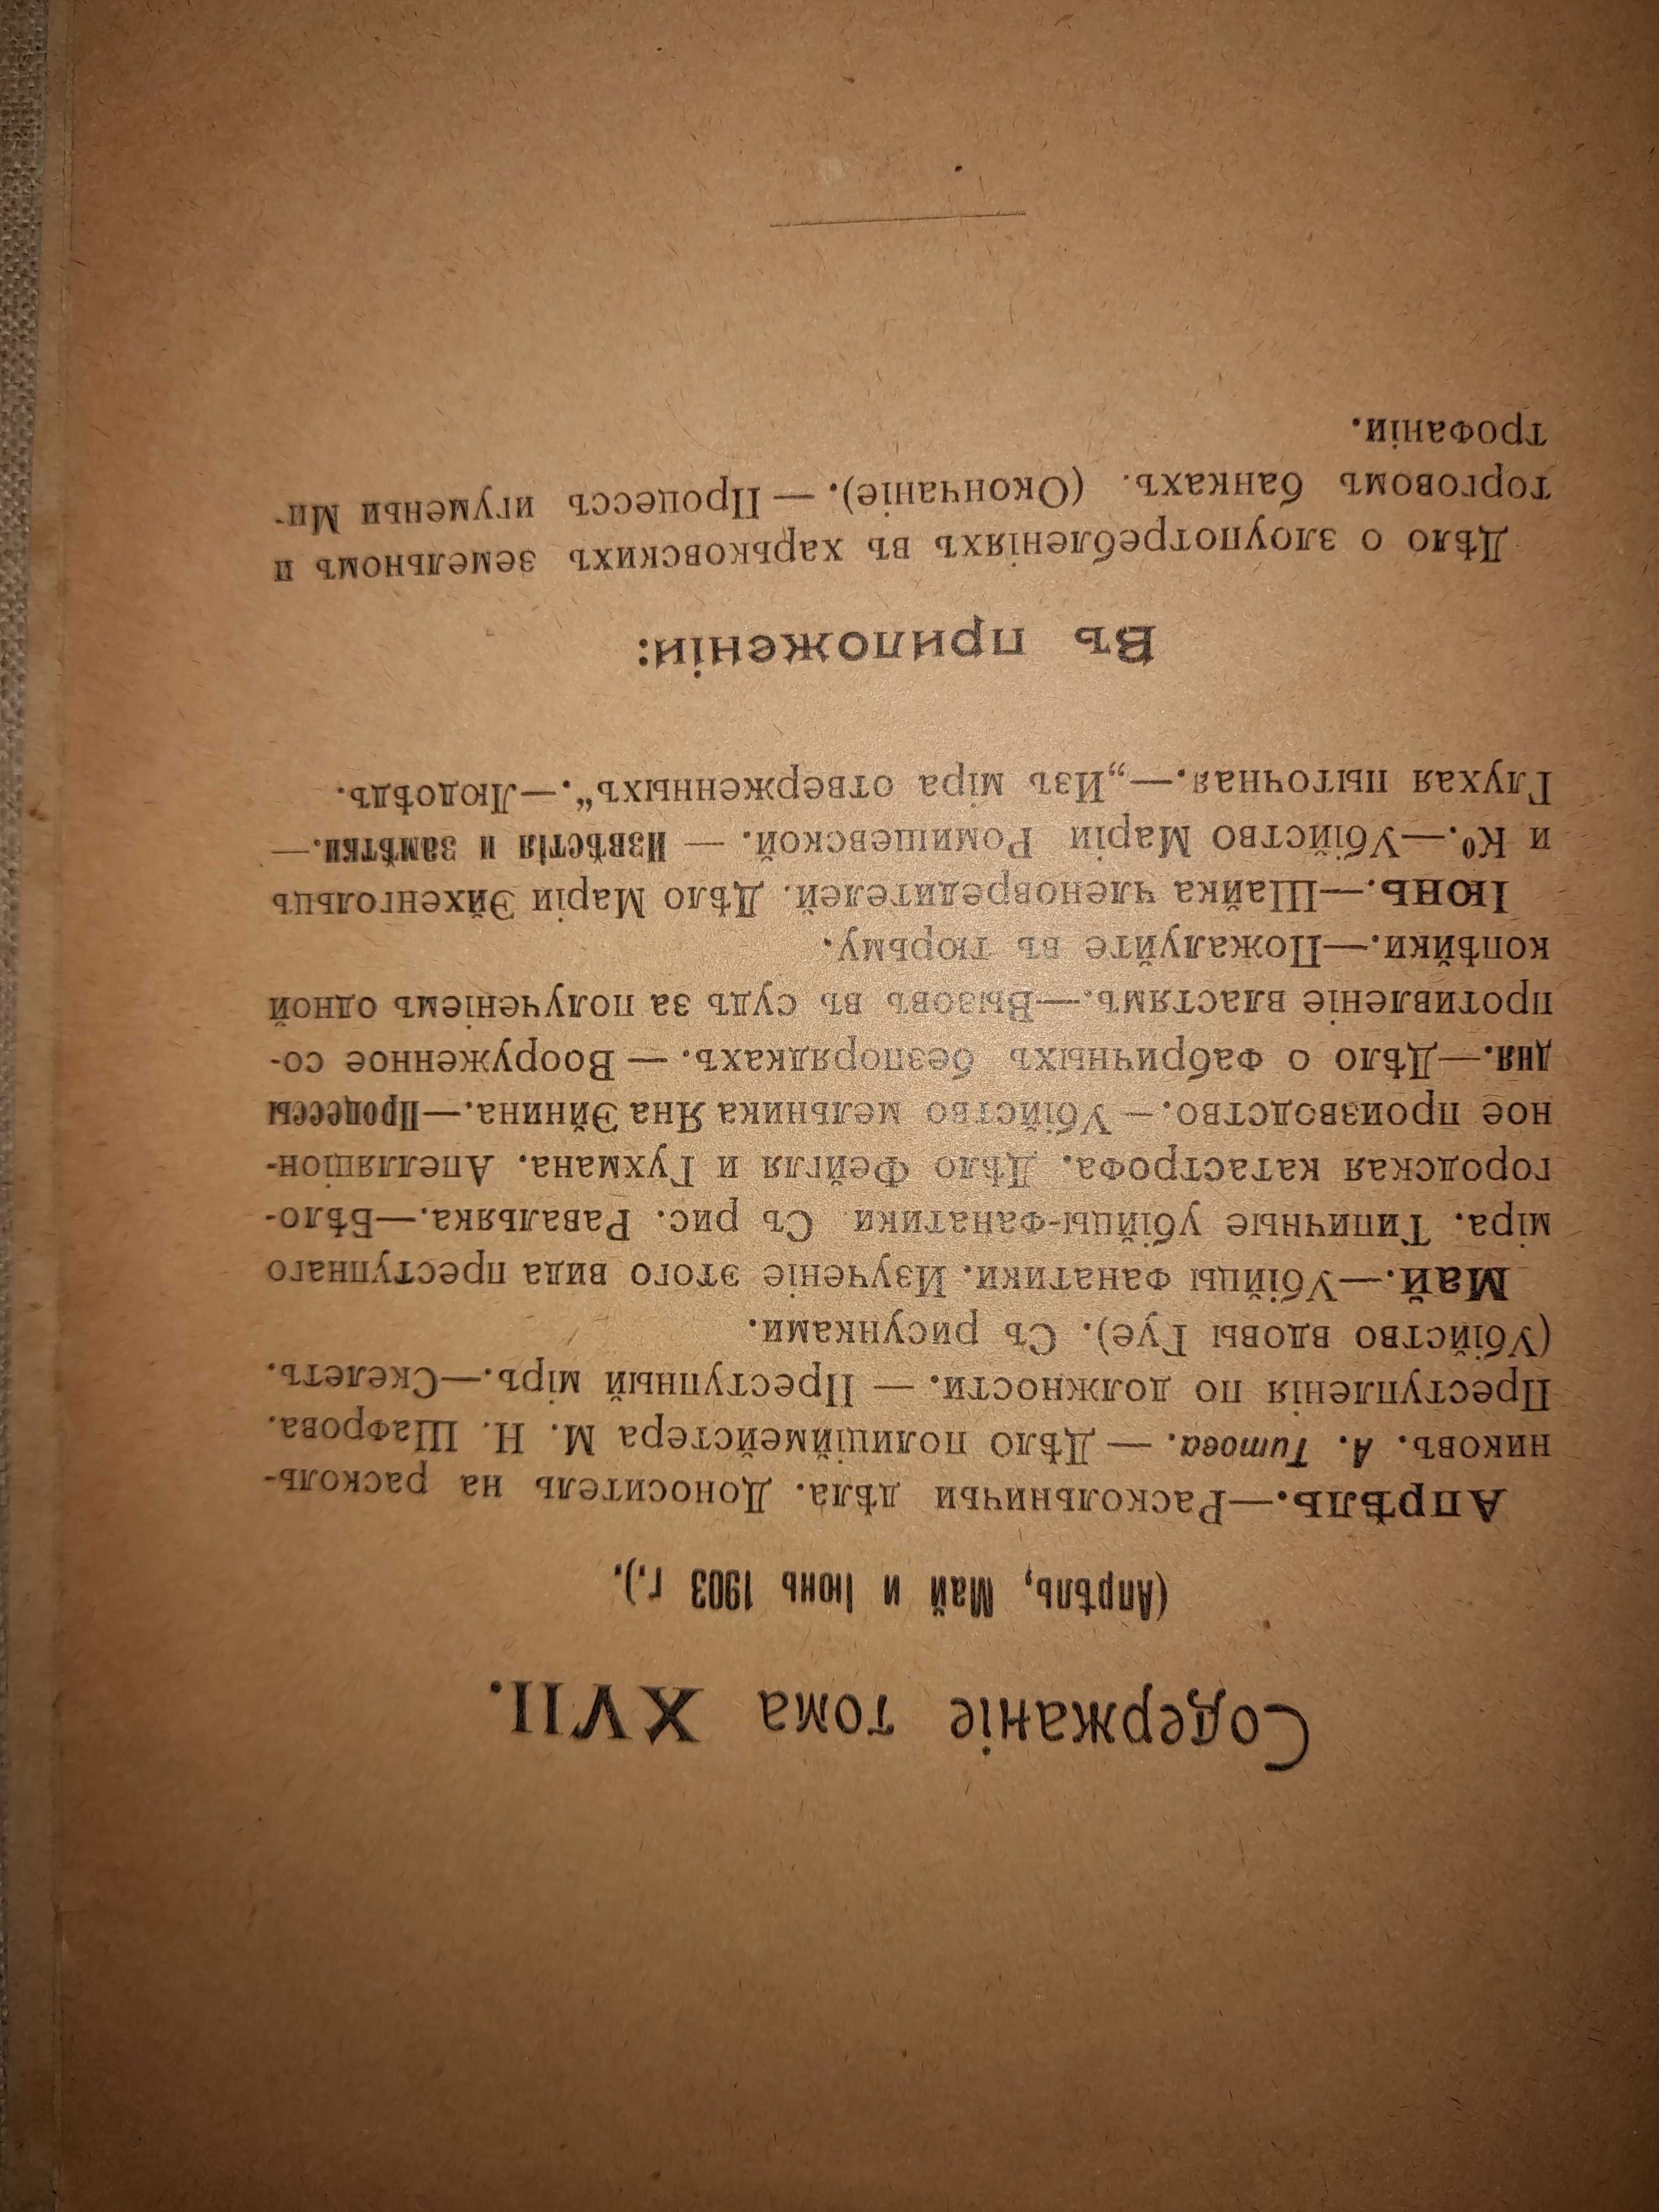 Содержаніе тома XVII.
(Апрѣль, Май и Іюнь 1903 г.).
Апрѣль.—Раскольничьи дѣла. Доноситель на расколь-
никовъ. А. Титова. — Дѣло полиціймейстера М. Н. Шафрова.
Преступленія по должности. — Преступный міръ.—Скелетъ.
(Убійство вдовы Гуе). Съ рисунками.
Май.—Убійцы фанатики. Изученіе этого вида преступнаго
міра. Типичные убійцы-фанатики. Съ рис. Равальяка.—Бѣло-
городская катастрофа. Дѣло Фейгля и Гухмана. Апелляціон-
ное производство.—Убійство мельника Яна Эйнина.—Процессы
дня.—Дѣло о фабричныхъ безпорядкахъ. — Вооруженное со-
противленіе властямъ.—Вызовъ въ судъ за полученіемъ одной
копѣйки.—Пожалуйте въ тюрьму.
Іюнь.—Шайка членовредителей. Дѣло Маріи Эйхенгольцъ
и Ко.—Убійство Маріи Ромишевской. — Извѣстія и замѣтки.—
Глухая пыточная.—„Изъ міра отверженныхъ“.—Людоѣдъ.
Въ приложеніи:
Дѣло о злоупотребленіяхъ въ харьковскихъ земельномъ и
торговомъ банкахъ. (Окончаніе). — Процессъ игуменьи Ми-
трофаніи.